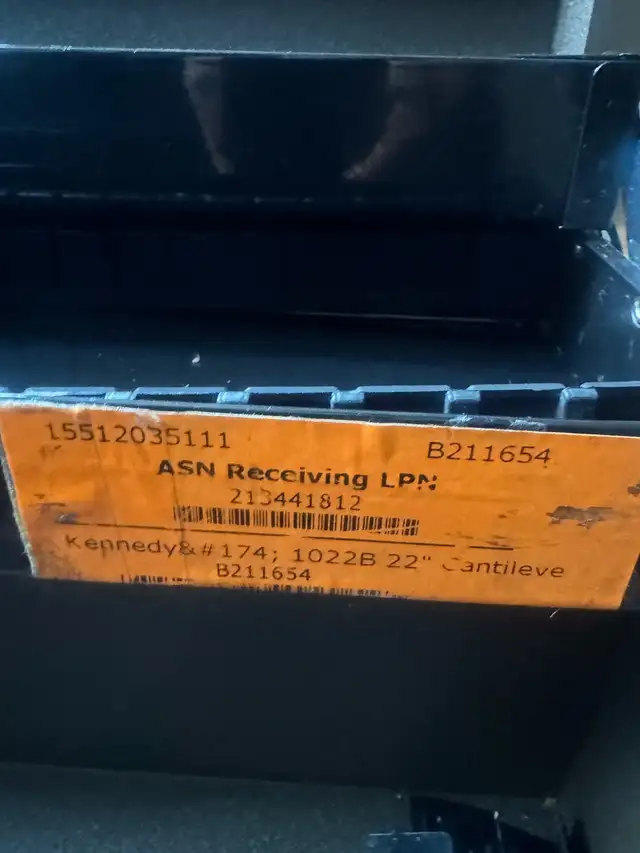 15512035111 B211654
ASN Receiving LPN
213441812
Kennedy&#174; 1022B 22" Cantileve
B211654